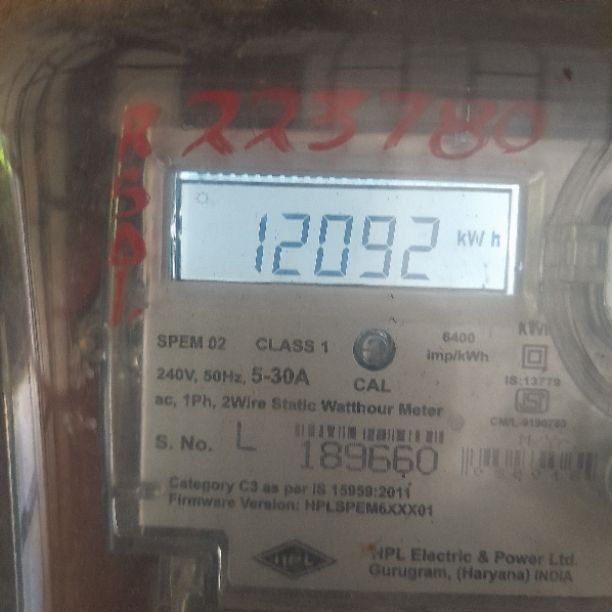 223780
RSDL
12092 kWh
SPEM 02 CLASS 1
6400
imp/kWh
240V, 50Hz, 5-30A
CAL
IS:13779
ac, 1Ph, 2Wire Static Watthour Meter
S. No. L 189660
Category C3 as per IS 15959:2011
Firmware Version: HPLSPEM6XXX01
HPL
HPL Electric & Power Ltd.
Gurugram, (Haryana) INDIA